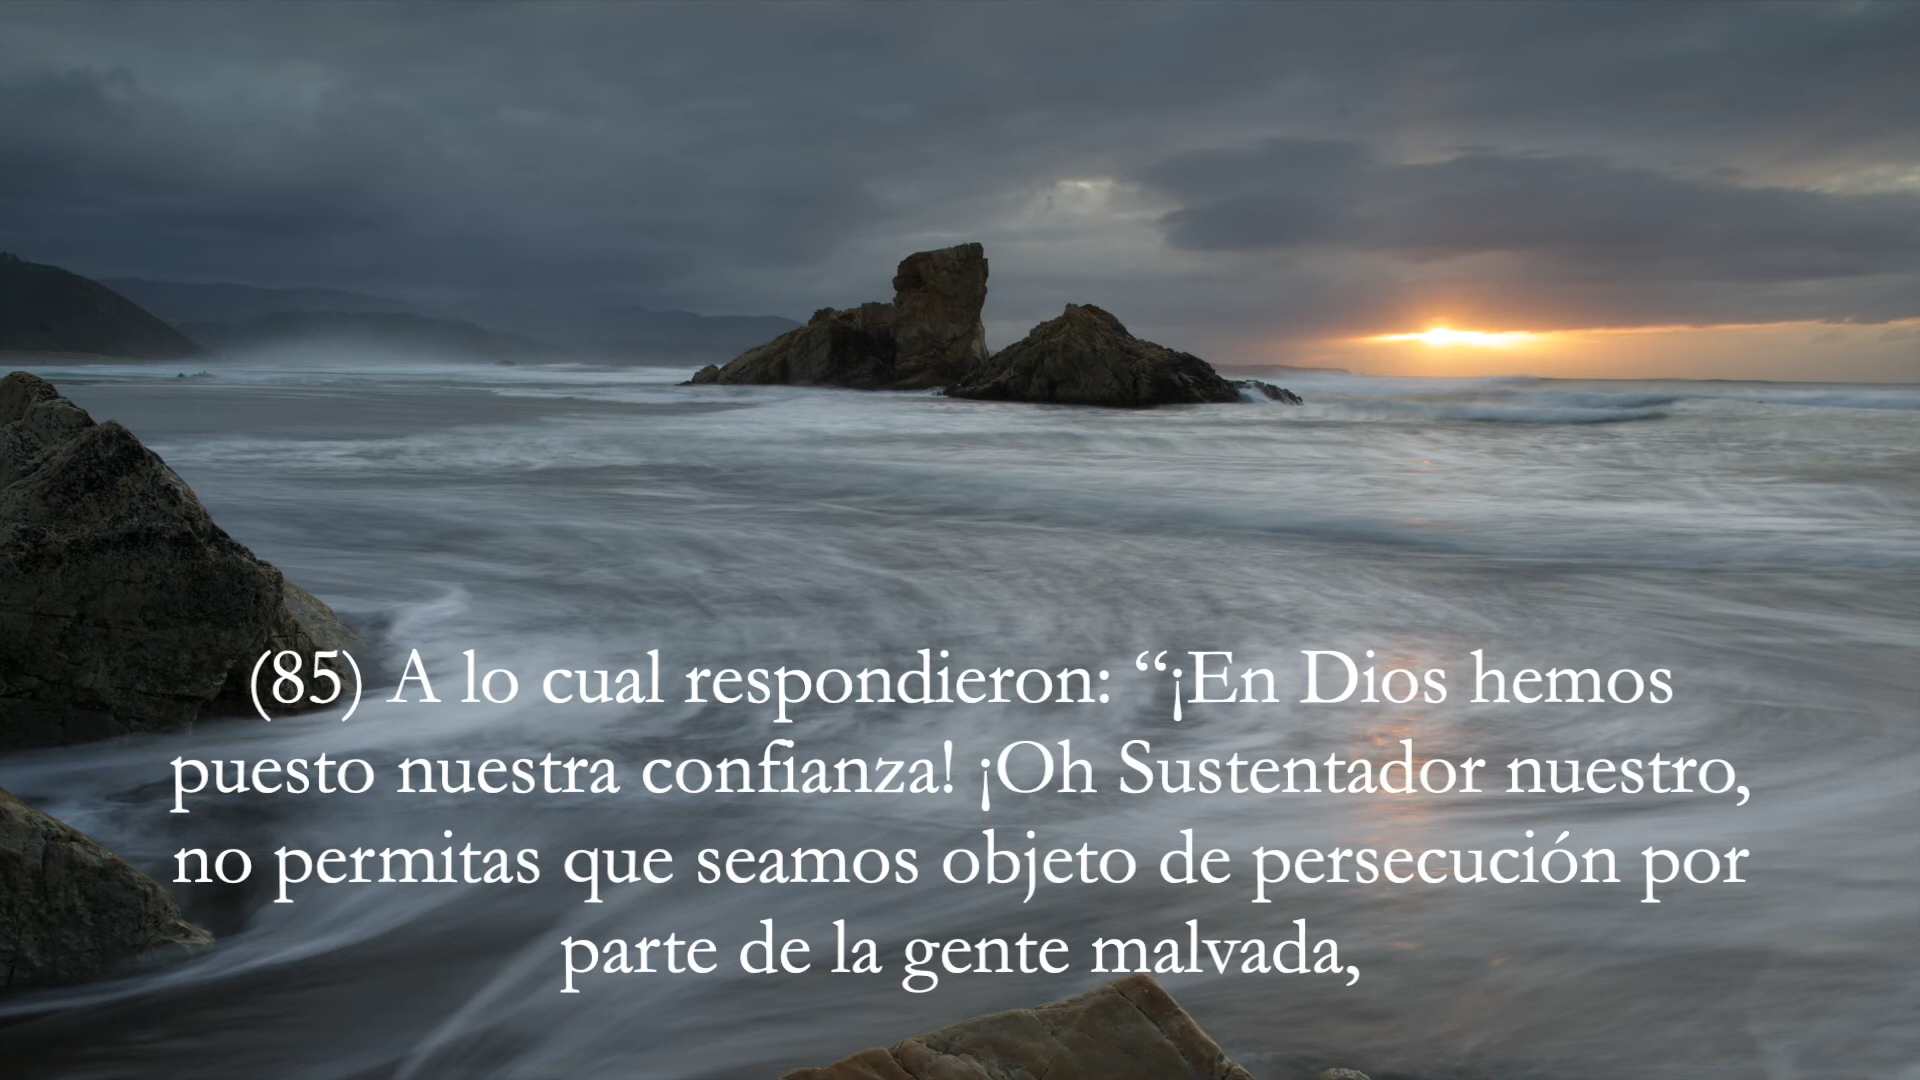 (85) A lo cual respondieron: “¡En Dios hemos
puesto nuestra confianza! ¡Oh Sustentador nuestro,
no permitas que seamos objeto de persecución por
parte de la gente malvada,